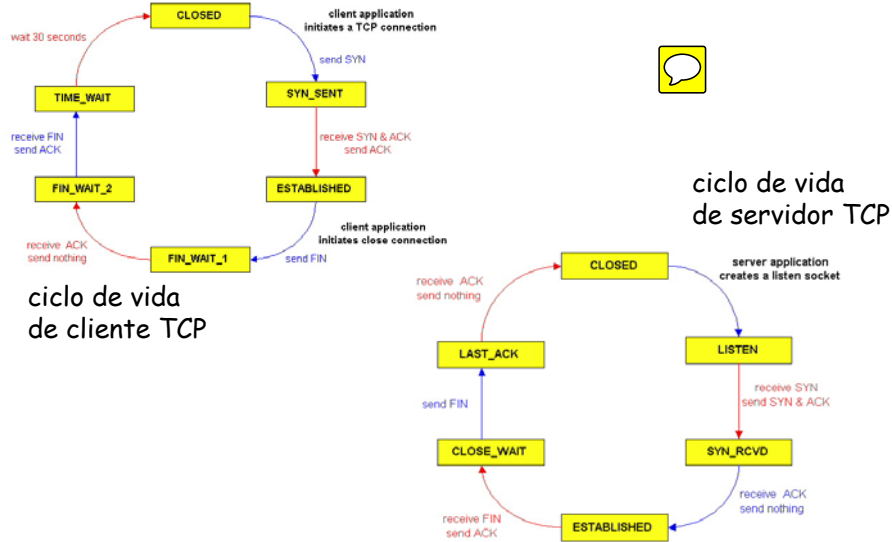 CLOSED
client application
initiates a TCP connection
wait 30 seconds
send SYN
TIME_WAIT
SYN_SENT
receive FIN
send ACK
receive SYN & ACK
send ACK
FIN_WAIT_2
ESTABLISHED
client application
initiates close connection
receive ACK
send nothing
FIN_WAIT_1
send FIN
ciclo de vida
de cliente TCP
ciclo de vida
de servidor TCP
CLOSED
server application
creates a listen socket
receive ACK
send nothing
LAST_ACK
LISTEN
send FIN
receive SYN
send SYN & ACK
CLOSE_WAIT
SYN_RCVD
receive ACK
send nothing
receive FIN
send ACK
ESTABLISHED